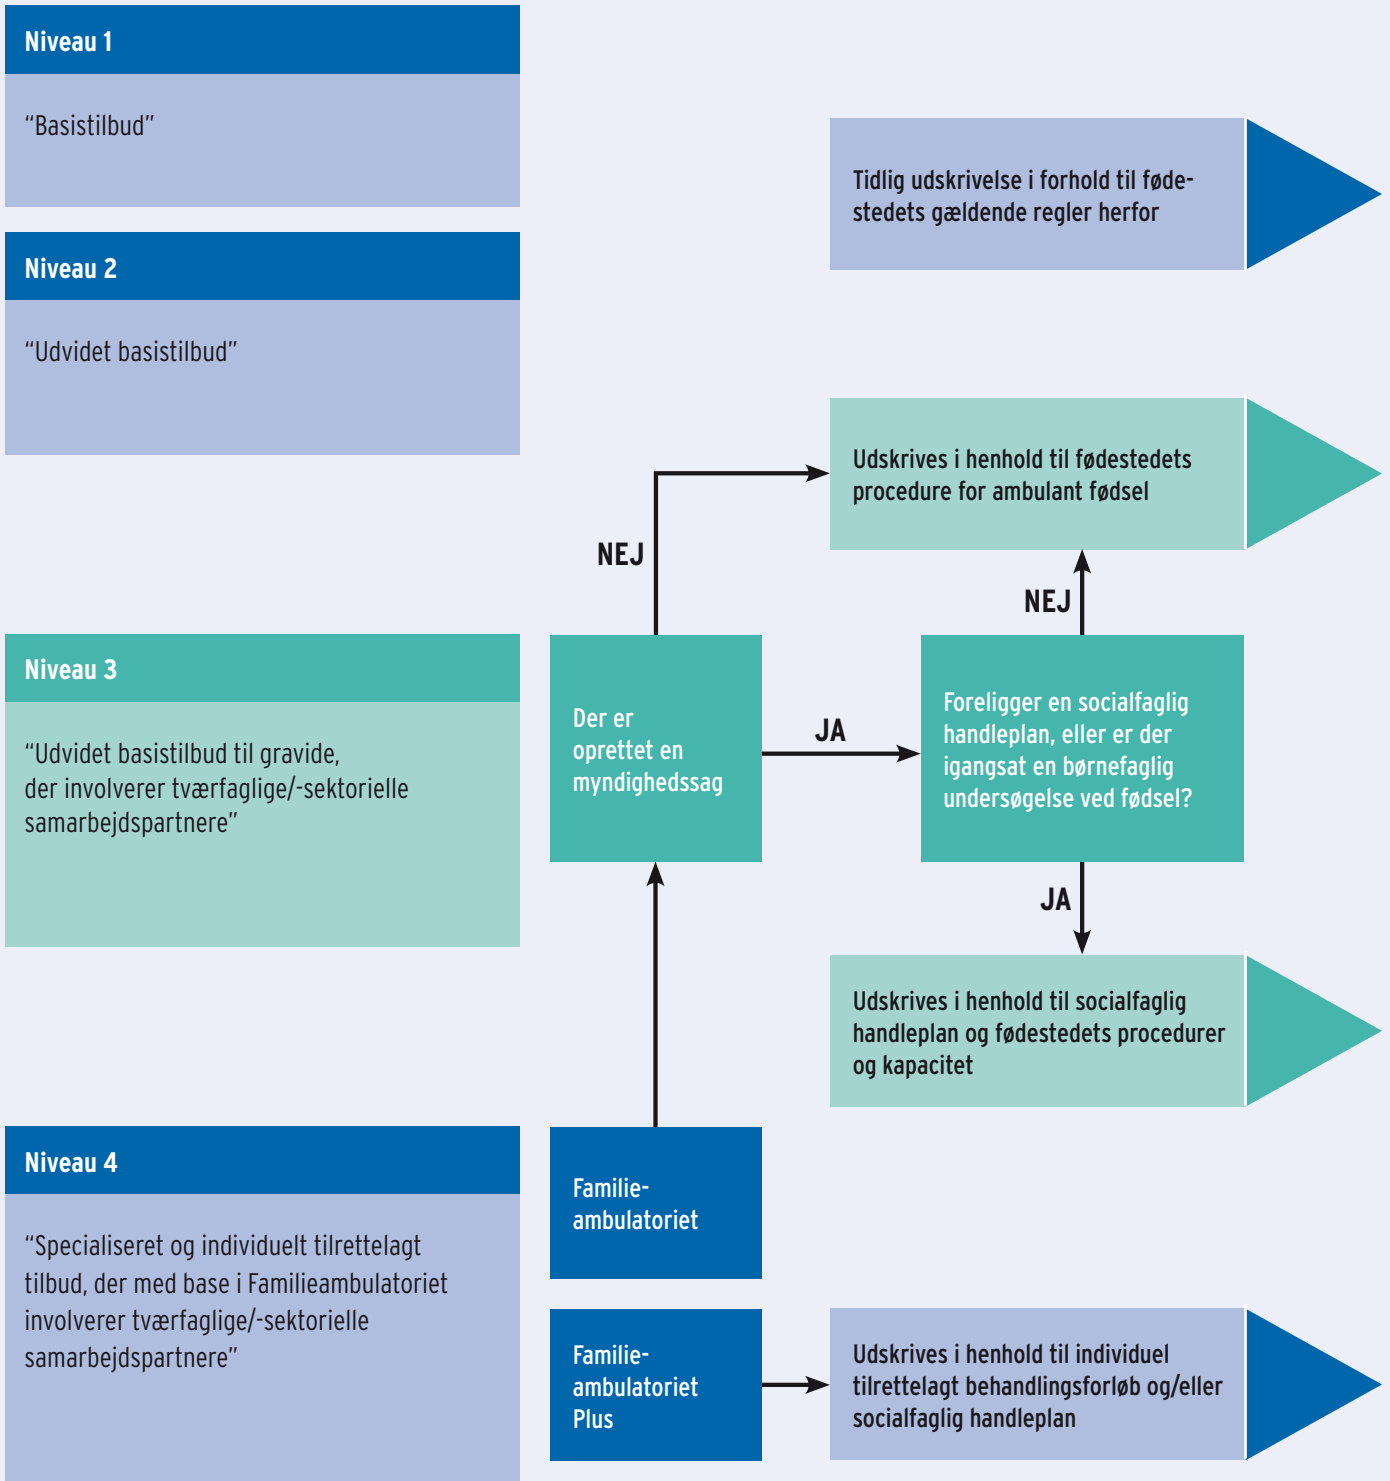 Niveau 1
“Basistilbud”
Tidlig udskrivelse i forhold til føde-
stedets gældende regler herfor
Niveau 2
“Udvidet basistilbud”
Udskrives i henhold til fødestedets
procedure for ambulant fødsel
NEJ
NEJ
Niveau 3
“Udvidet basistilbud til gravide,
der involverer tværfaglige/-sektorielle
samarbejdspartnere”
Der er
oprettet en
myndighedssag
JA
Foreligger en socialfaglig
handleplan, eller er der
igangsat en børnefaglig
undersøgelse ved fødsel?
JA
Udskrives i henhold til socialfaglig
handleplan og fødestedets procedurer
og kapacitet
Niveau 4
“Specialiseret og individuelt tilrettelagt
tilbud, der med base i Familieambulatoriet
involverer tværfaglige/-sektorielle
samarbejdspartnere”
Familie-
ambulatoriet
Familie-
ambulatoriet
Plus
Udskrives i henhold til individuel
tilrettelagt behandlingsforløb og/eller
socialfaglig handleplan